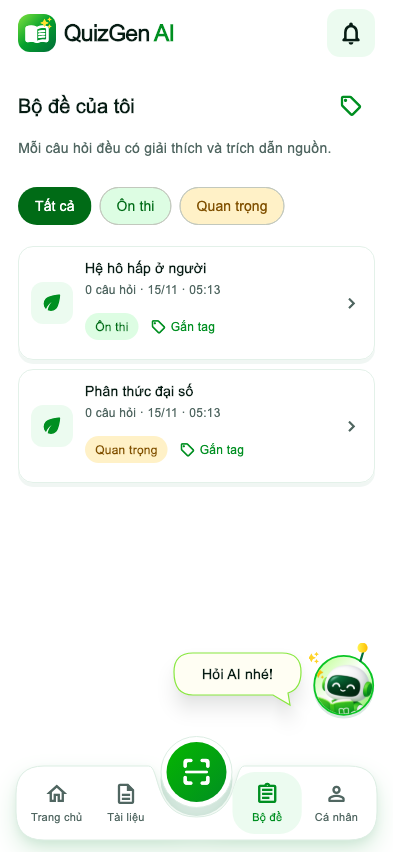 QuizGen AI
Bộ đề của tôi
Mỗi câu hỏi đều có giải thích và trích dẫn nguồn.
Tất cả
Ôn thi
Quan trọng
Hệ hô hấp ở người
0 câu hỏi · 15/11 · 05:13
Ôn thi
Gắn tag
Phân thức đại số
0 câu hỏi · 15/11 · 05:13
Quan trọng
Gắn tag
Hỏi AI nhé!
Trang chủ
Tài liệu
Bộ đề
Cá nhân